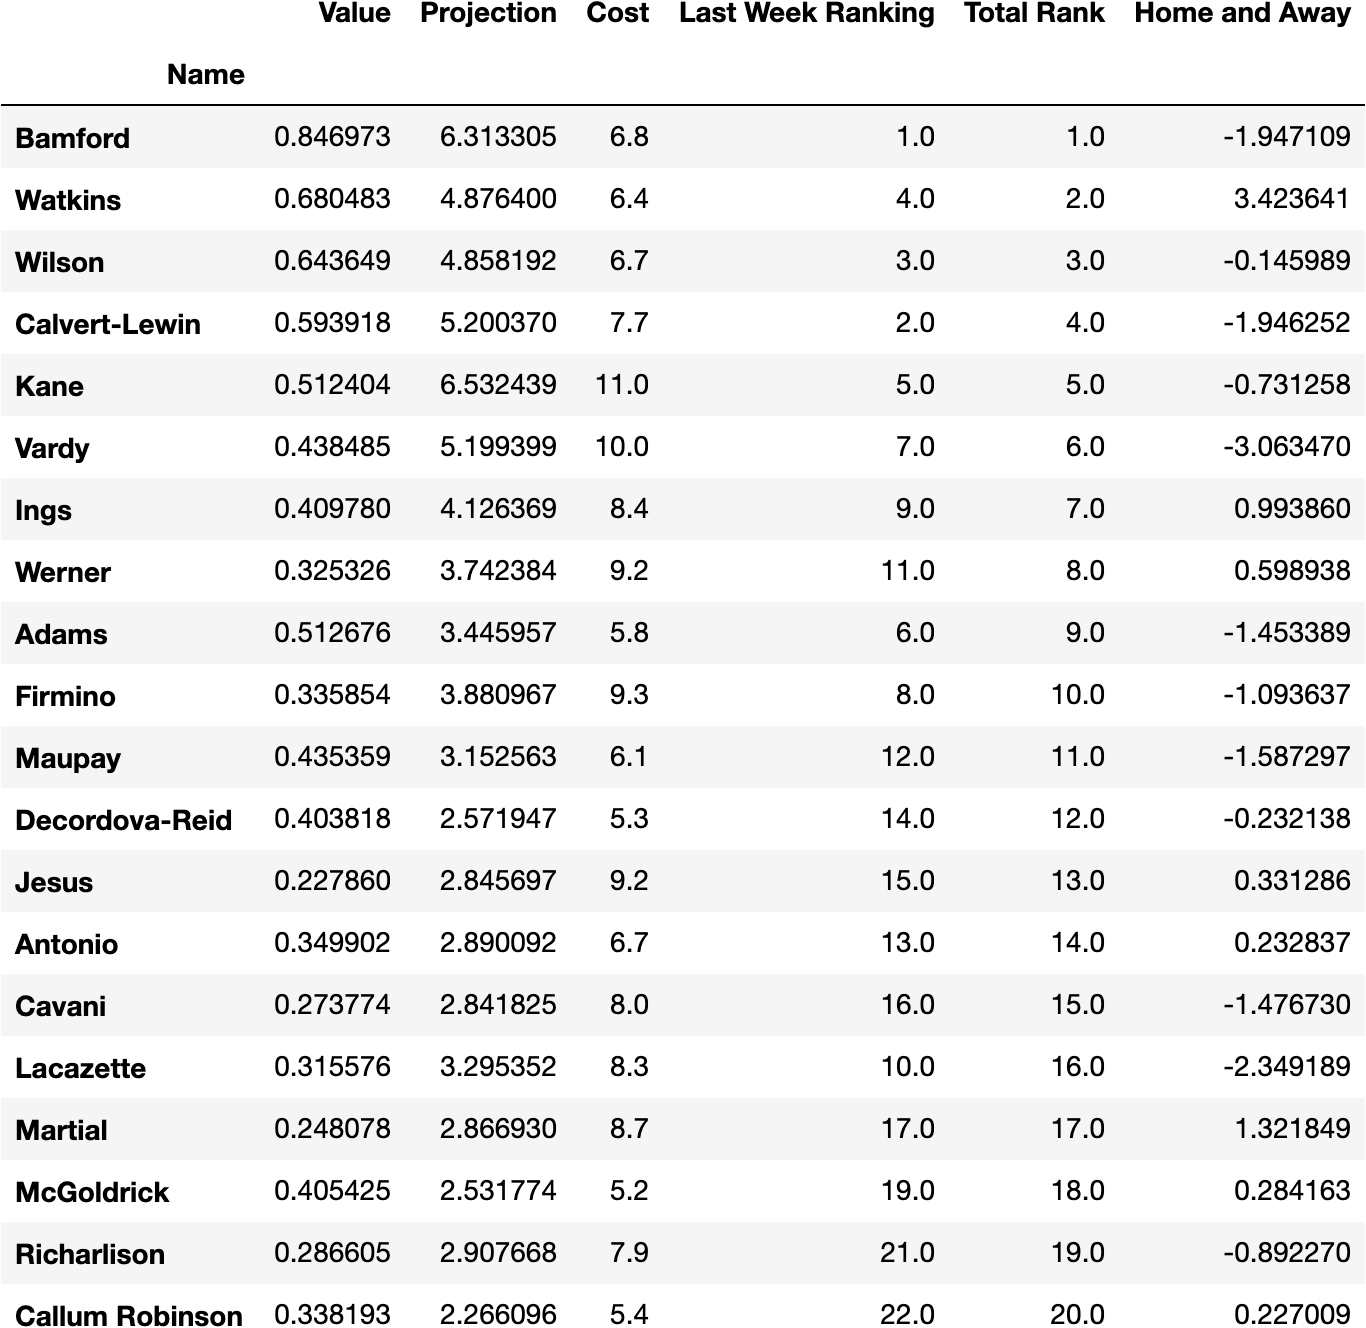 Value Projection Cost Last Week Ranking Total Rank Home and Away
Name
Bamford 0.846973 6.313305 6.8 1.0 1.0 -1.947109
Watkins 0.680483 4.876400 6.4 4.0 2.0 3.423641
Wilson 0.643649 4.858192 6.7 3.0 3.0 -0.145989
Calvert-Lewin 0.593918 5.200370 7.7 2.0 4.0 -1.946252
Kane 0.512404 6.532439 11.0 5.0 5.0 -0.731258
Vardy 0.438485 5.199399 10.0 7.0 6.0 -3.063470
Ings 0.409780 4.126369 8.4 9.0 7.0 0.993860
Werner 0.325326 3.742384 9.2 11.0 8.0 0.598938
Adams 0.512676 3.445957 5.8 6.0 9.0 -1.453389
Firmino 0.335854 3.880967 9.3 8.0 10.0 -1.093637
Maupay 0.435359 3.152563 6.1 12.0 11.0 -1.587297
Decordova-Reid 0.403818 2.571947 5.3 14.0 12.0 -0.232138
Jesus 0.227860 2.845697 9.2 15.0 13.0 0.331286
Antonio 0.349902 2.890092 6.7 13.0 14.0 0.232837
Cavani 0.273774 2.841825 8.0 16.0 15.0 -1.476730
Lacazette 0.315576 3.295352 8.3 10.0 16.0 -2.349189
Martial 0.248078 2.866930 8.7 17.0 17.0 1.321849
McGoldrick 0.405425 2.531774 5.2 19.0 18.0 0.284163
Richarlison 0.286605 2.907668 7.9 21.0 19.0 -0.892270
Callum Robinson 0.338193 2.266096 5.4 22.0 20.0 0.227009